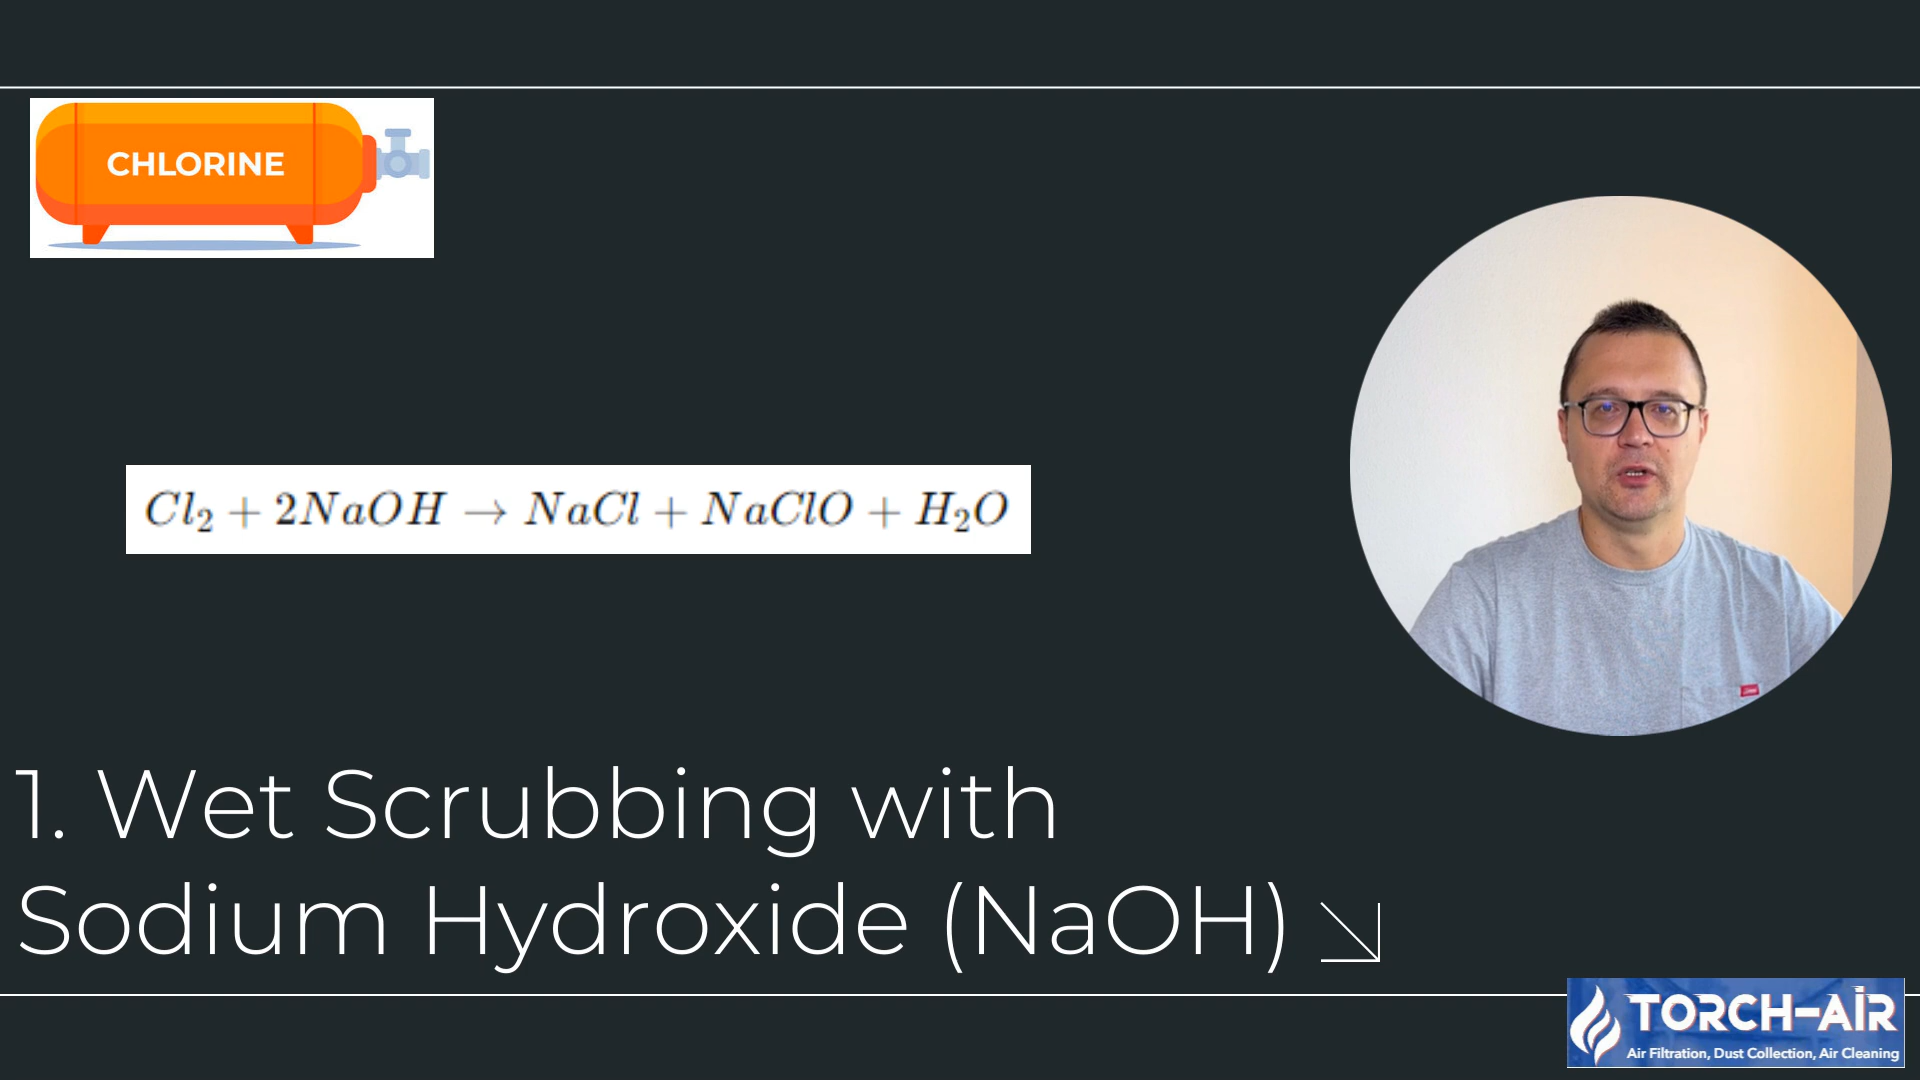 CHLORINE
Cl₂ + 2NaOH → NaCl + NaClO + H₂O
1. Wet Scrubbing with
Sodium Hydroxide (NaOH)
TORCH-AiR
Air Filtration, Dust Collection, Air Cleaning